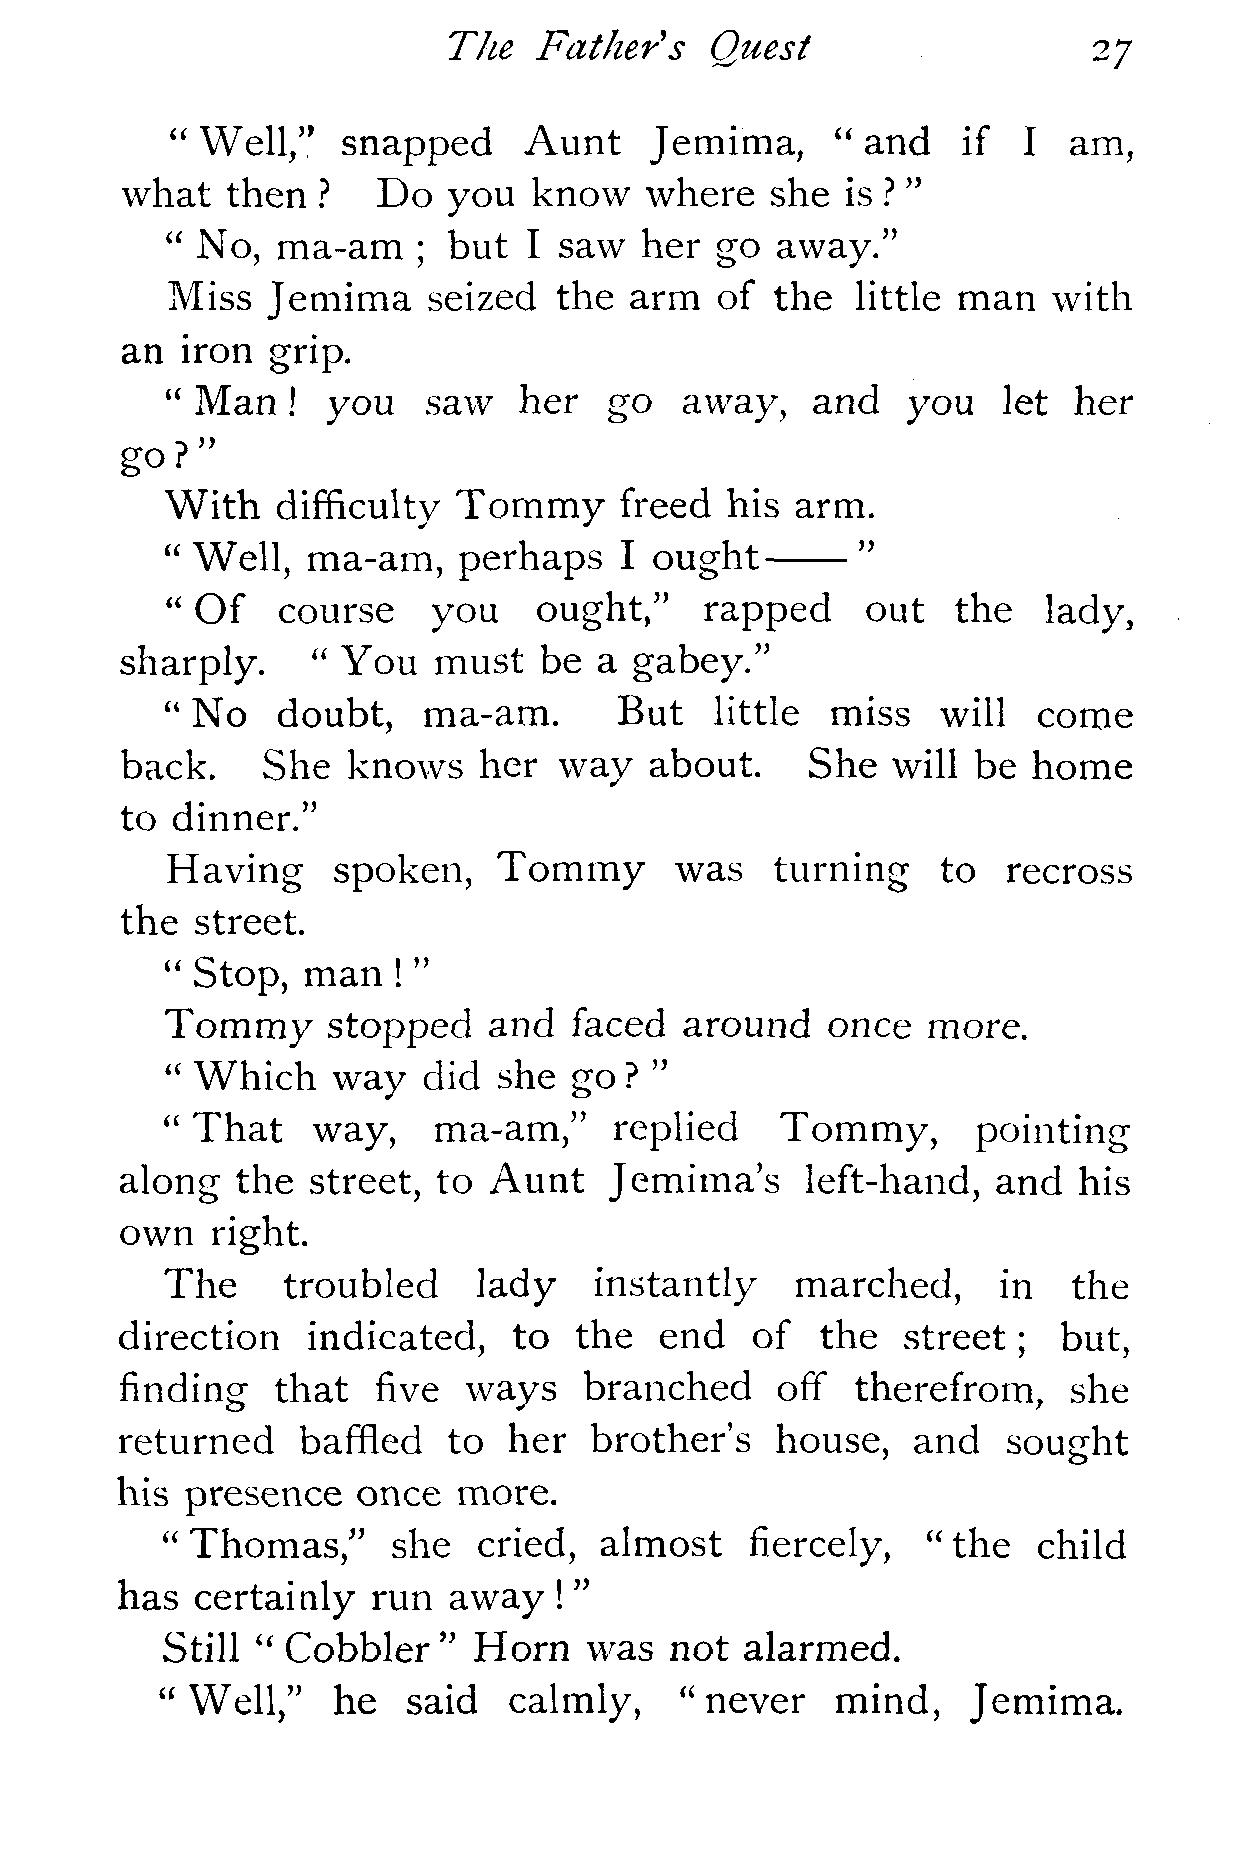 The Father's Quest 27
" Well," snapped Aunt Jemima, " and if I am,
what then ? Do you know where she is ? "
" No, ma-am ; but I saw her go away."
Miss Jemima seized the arm of the little man with
an iron grip.
" Man ! you saw her go away, and you let her
go ? "
With difficulty Tommy freed his arm.
" Well, ma-am, perhaps I ought—— "
" Of course you ought," rapped out the lady,
sharply. " You must be a gabey."
" No doubt, ma-am. But little miss will come
back. She knows her way about. She will be home
to dinner."
Having spoken, Tommy was turning to recross
the street.
" Stop, man ! "
Tommy stopped and faced around once more.
" Which way did she go ? "
" That way, ma-am," replied Tommy, pointing
along the street, to Aunt Jemima's left-hand, and his
own right.
The troubled lady instantly marched, in the
direction indicated, to the end of the street ; but,
finding that five ways branched off therefrom, she
returned baffled to her brother's house, and sought
his presence once more.
" Thomas," she cried, almost fiercely, " the child
has certainly run away ! "
Still " Cobbler " Horn was not alarmed.
" Well," he said calmly, " never mind, Jemima.